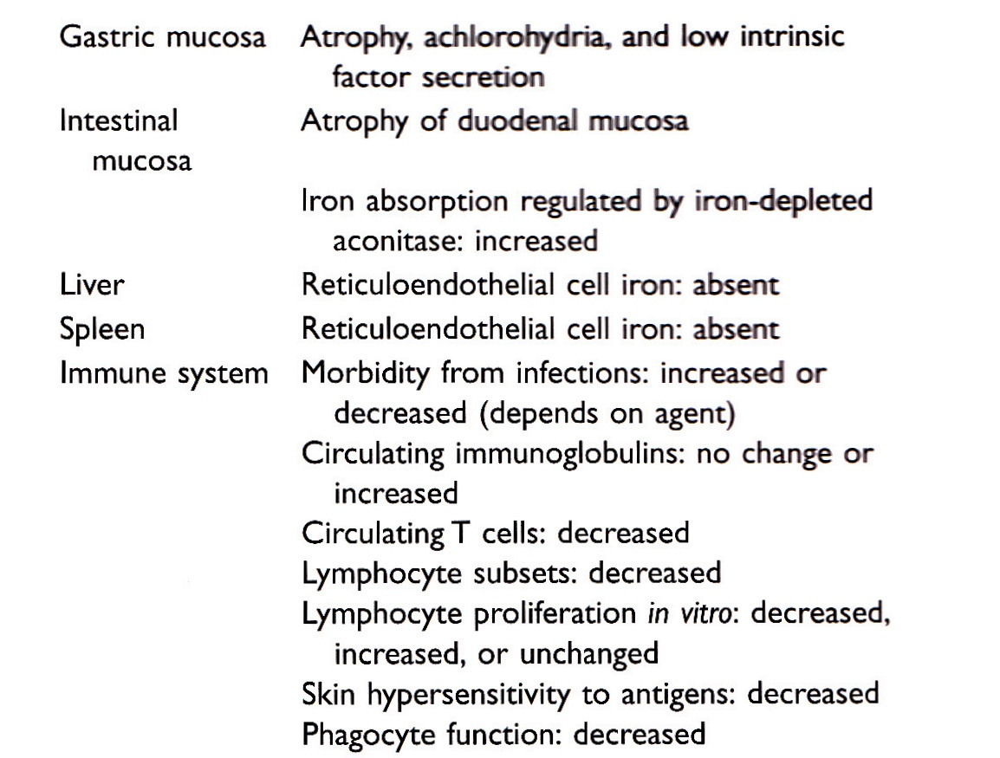 Gastric mucosa Atrophy, achlorohydria, and low intrinsic
factor secretion
Intestinal Atrophy of duodenal mucosa
mucosa
Iron absorption regulated by iron-depleted
aconitase: increased
Liver Reticuloendothelial cell iron: absent
Spleen Reticuloendothelial cell iron: absent
Immune system Morbidity from infections: increased or
decreased (depends on agent)
Circulating immunoglobulins: no change or
increased
Circulating T cells: decreased
Lymphocyte subsets: decreased
Lymphocyte proliferation in vitro: decreased,
increased, or unchanged
Skin hypersensitivity to antigens: decreased
Phagocyte function: decreased